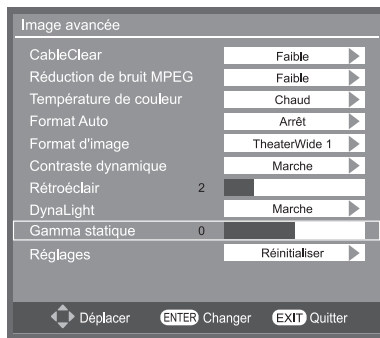 Image avancée
CableClear Faible
Réduction de bruit MPEG Faible
Température de couleur Chaud
Format Auto Arrêt
Format d'image TheaterWide 1
Contraste dynamique Marche
Rétroéclair 2
DynaLight Marche
Gamma statique 0
Réglages Réinitialiser
Déplacer ENTER Changer EXIT Quitter